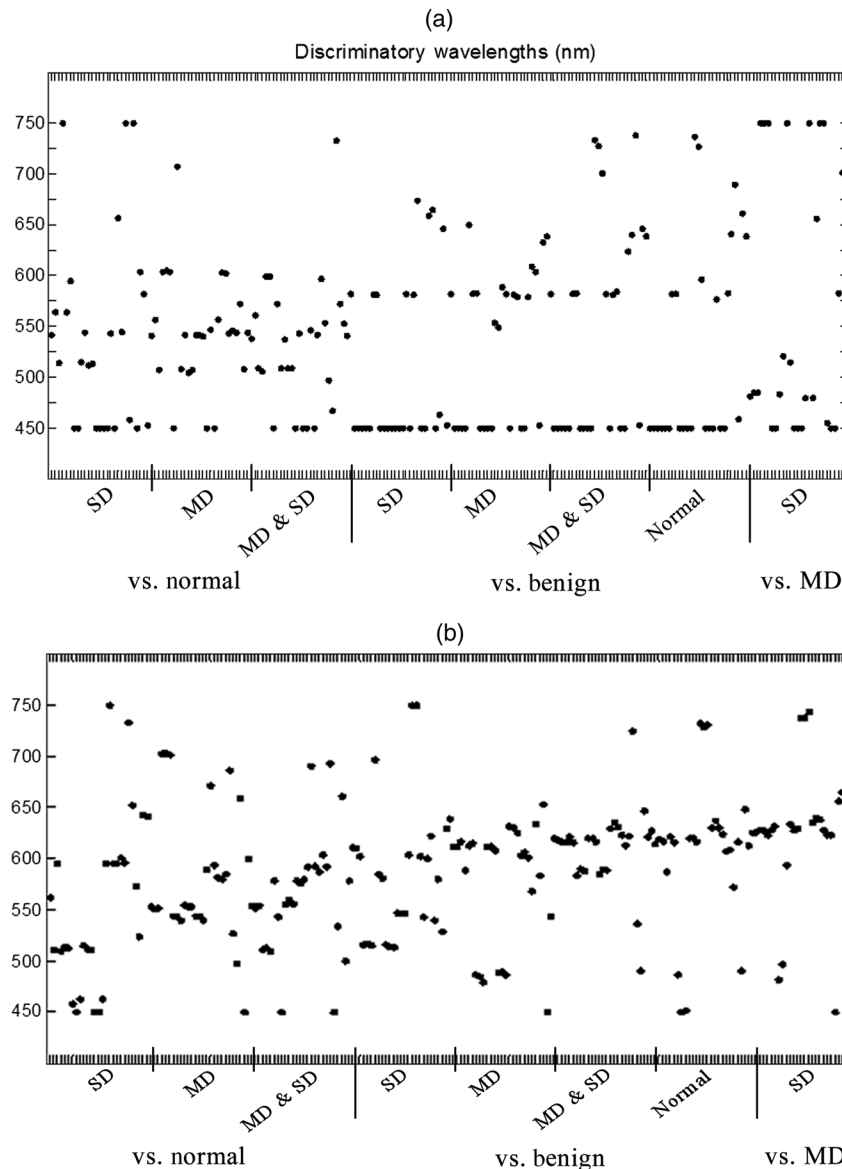 (a)
Discriminatory wavelengths (nm)
750
700
650
600
550
500
450
SD
MD
MD & SD
SD
MD
MD & SD
Normal
SD
vs. normal
vs. benign
vs. MD
(b)
750
700
650
600
550
500
450
SD
MD
MD & SD
SD
MD
MD & SD
Normal
SD
vs. normal
vs. benign
vs. MD